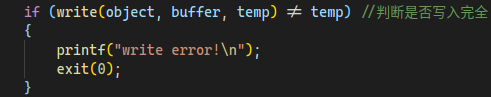 if (write(object, buffer, temp) != temp) //判断是否写入完全
{
printf("write error!\n");
exit(0);
}